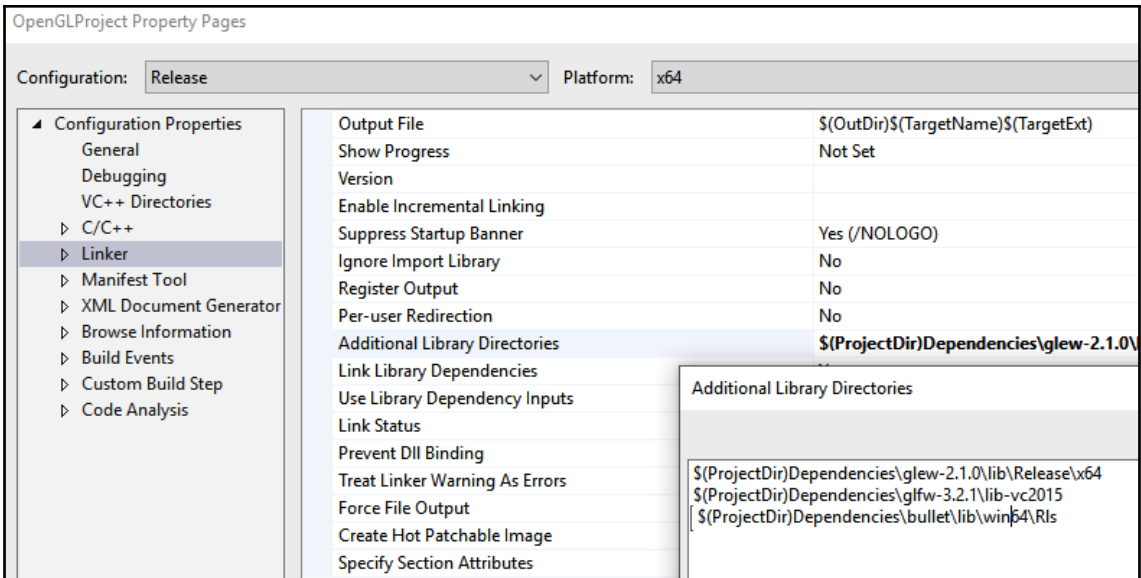 OpenGLProject Property Pages
Configuration: Release Platform: x64
Configuration Properties
General
Debugging
VC++ Directories
C/C++
Linker
Manifest Tool
XML Document Generator
Browse Information
Build Events
Custom Build Step
Code Analysis
Output File $(OutDir)$(TargetName)$(TargetExt)
Show Progress Not Set
Version
Enable Incremental Linking
Suppress Startup Banner Yes (/NOLOGO)
Ignore Import Library No
Register Output No
Per-user Redirection No
Additional Library Directories $(ProjectDir)Dependencies\glew-2.1.0\
Link Library Dependencies
Use Library Dependency Inputs
Link Status
Prevent Dll Binding
Treat Linker Warning As Errors
Force File Output
Create Hot Patchable Image
Specify Section Attributes
Additional Library Directories
$(ProjectDir)Dependencies\glew-2.1.0\lib\Release\x64
$(ProjectDir)Dependencies\glfw-3.2.1\lib-vc2015
$(ProjectDir)Dependencies\bullet\lib\win64\Rls